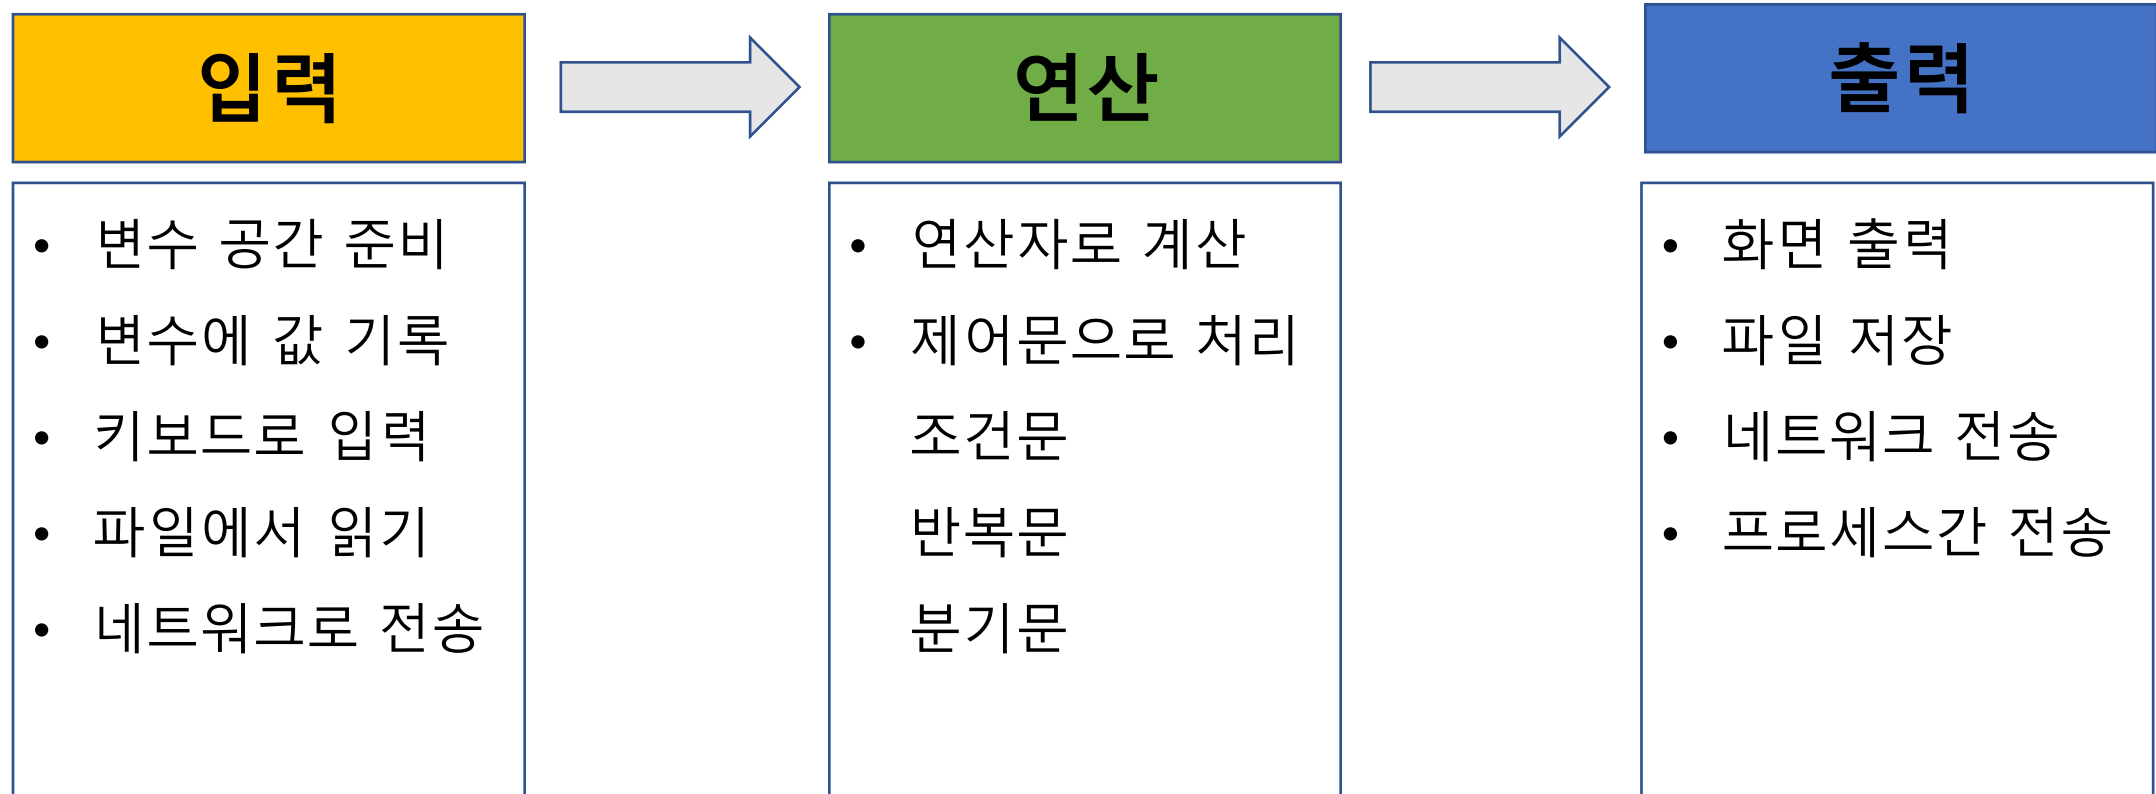 입력
연산
출력
• 변수 공간 준비
• 변수에 값 기록
• 키보드로 입력
• 파일에서 읽기
• 네트워크로 전송
• 연산자로 계산
• 제어문으로 처리
조건문
반복문
분기문
• 화면 출력
• 파일 저장
• 네트워크 전송
• 프로세스간 전송